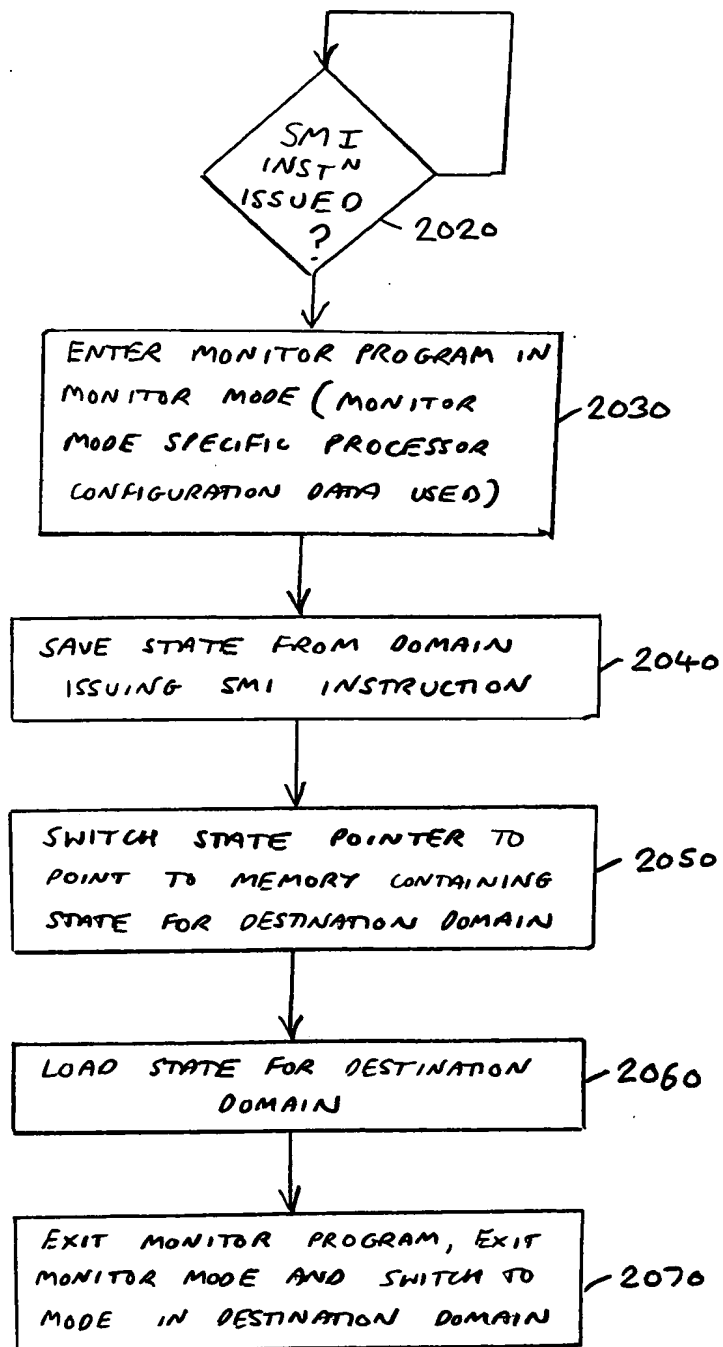 SMI
INSTN
ISSUED
?
2020
ENTER MONITOR PROGRAM IN
MONITOR MODE (MONITOR
MODE SPECIFIC PROCESSOR
CONFIGURATION DATA USED)
2030
SAVE STATE FROM DOMAIN
ISSUING SMI INSTRUCTION
2040
SWITCH STATE POINTER TO
POINT TO MEMORY CONTAINING
STATE FOR DESTINATION DOMAIN
2050
LOAD STATE FOR DESTINATION
DOMAIN
2060
EXIT MONITOR PROGRAM, EXIT
MONITOR MODE AND SWITCH TO
MODE IN DESTINATION DOMAIN
2070